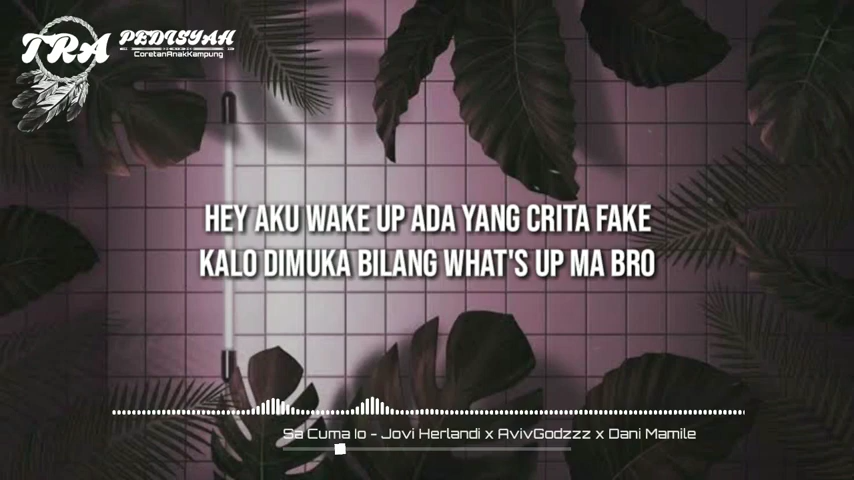 TRA
PEDISYAH
CoretanAnakKampung
HEY AKU WAKE UP ADA YANG CRITA FAKE
KALO DIMUKA BILANG WHAT'S UP MA BRO
Sa Cuma Io - Jovi Herlandi x AvivGodzzz x Dani Mamile